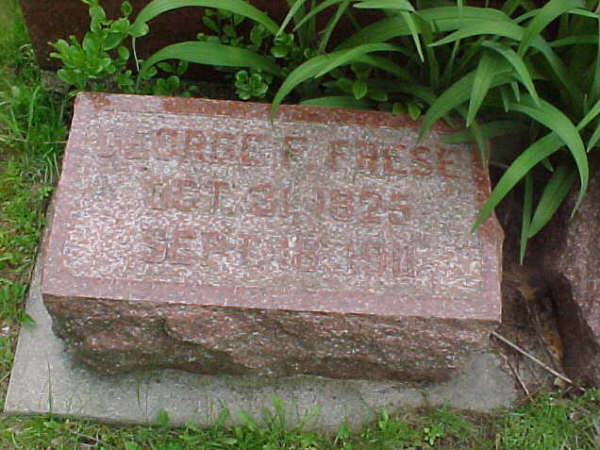 GEORGE F. FRESE
OCT. 31, 1825
SEPT. 18, 1911